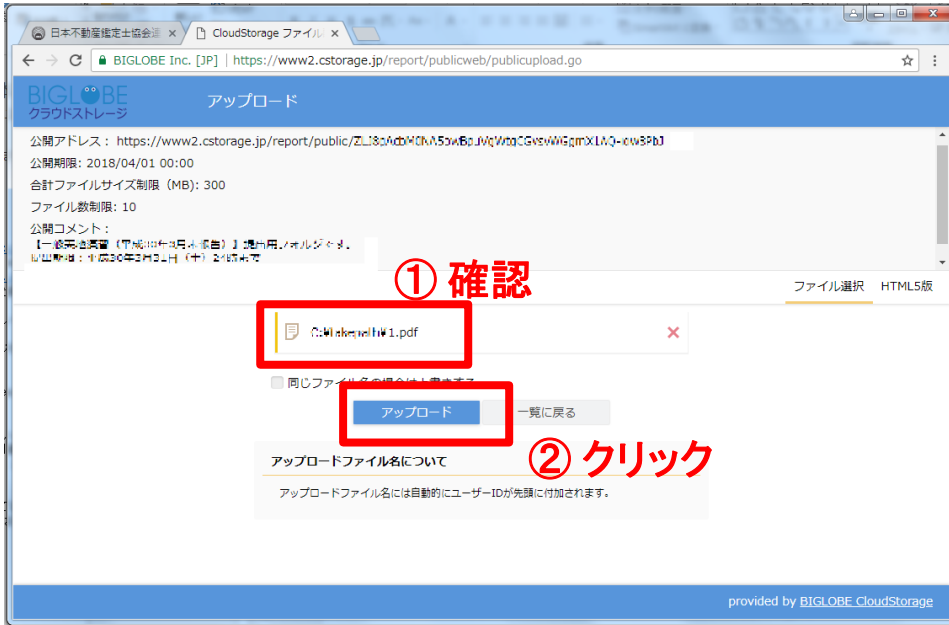 日本不動産鑑定士協会連
CloudStorage ファイル
BIGLOBE Inc. [JP] https://www2.cstorage.jp/report/publicweb/publicupload.go
BIGLOBE
クラウドストレージ
アップロード
公開アドレス: https://www2.cstorage.jp/report/public/
公開期限: 2018/04/01 00:00
合計ファイルサイズ制限 (MB): 300
ファイル数制限: 10
公開コメント:
① 確認
ファイル選択 HTML5版
1.pdf
同じファイル名の場合は上書きする
アップロード 一覧に戻る
② クリック
アップロードファイル名について
アップロードファイル名には自動的にユーザーIDが先頭に付加されます。
provided by BIGLOBE CloudStorage